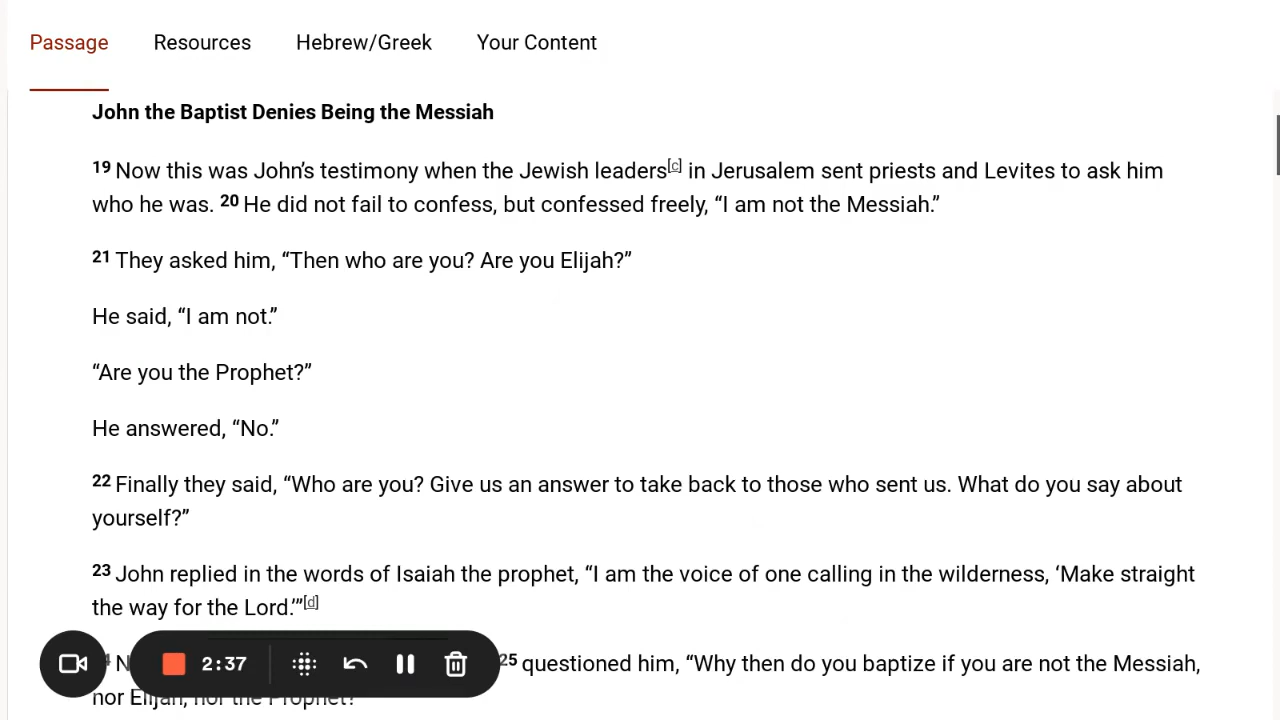 Passage Resources Hebrew/Greek Your Content
John the Baptist Denies Being the Messiah
19 Now this was John’s testimony when the Jewish leaders[c] in Jerusalem sent priests and Levites to ask him
who he was. 20 He did not fail to confess, but confessed freely, “I am not the Messiah.”
21 They asked him, “Then who are you? Are you Elijah?”
He said, “I am not.”
“Are you the Prophet?”
He answered, “No.”
22 Finally they said, “Who are you? Give us an answer to take back to those who sent us. What do you say about
yourself?”
23 John replied in the words of Isaiah the prophet, “I am the voice of one calling in the wilderness, ‘Make straight
the way for the Lord.’”[d]
2:37
25 questioned him, “Why then do you baptize if you are not the Messiah,
nor Elijah, nor the Prophet?